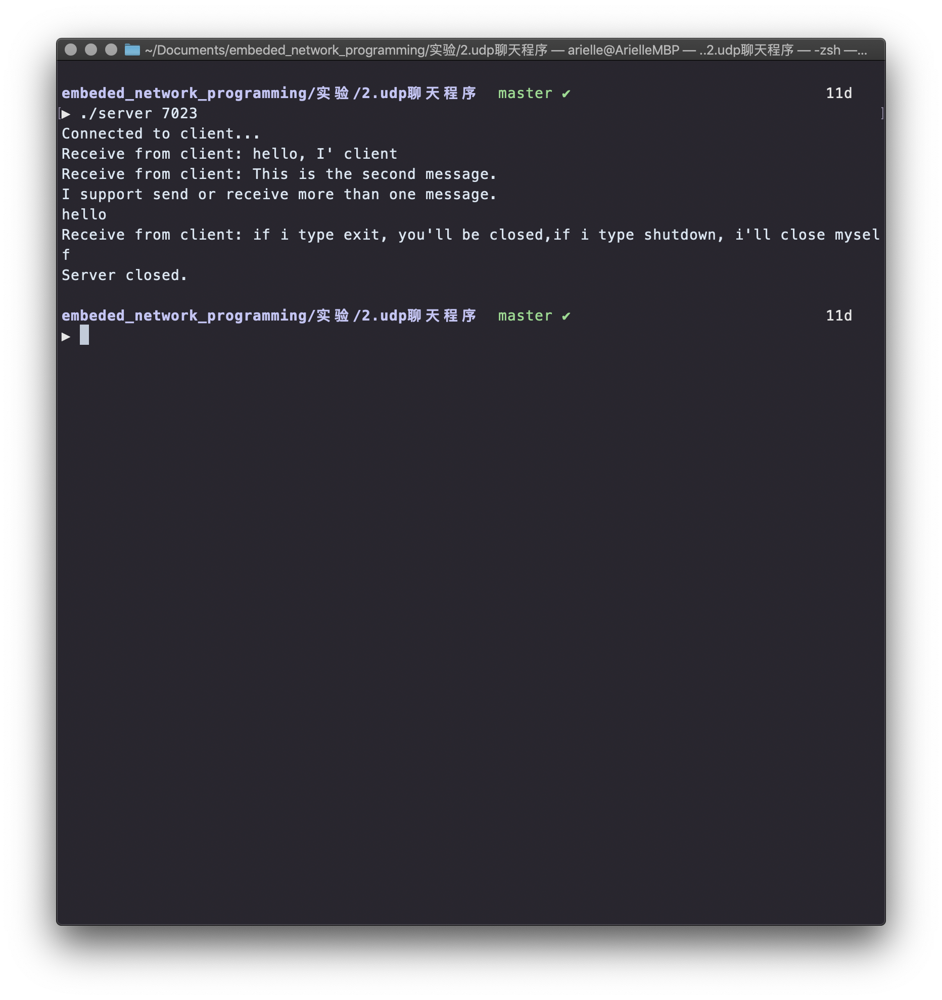 ~/Documents/embeded_network_programming/实验/2.udp聊天程序 — arielle@ArielleMBP — ..2.udp聊天程序 — -zsh —...
embeded_network_programming/实验/2.udp聊天程序 master ✔ 11d
[▶ ./server 7023 ]
Connected to client...
Receive from client: hello, I' client
Receive from client: This is the second message.
I support send or receive more than one message.
hello
Receive from client: if i type exit, you'll be closed,if i type shutdown, i'll close mysel
f
Server closed.
embeded_network_programming/实验/2.udp聊天程序 master ✔ 11d
▶